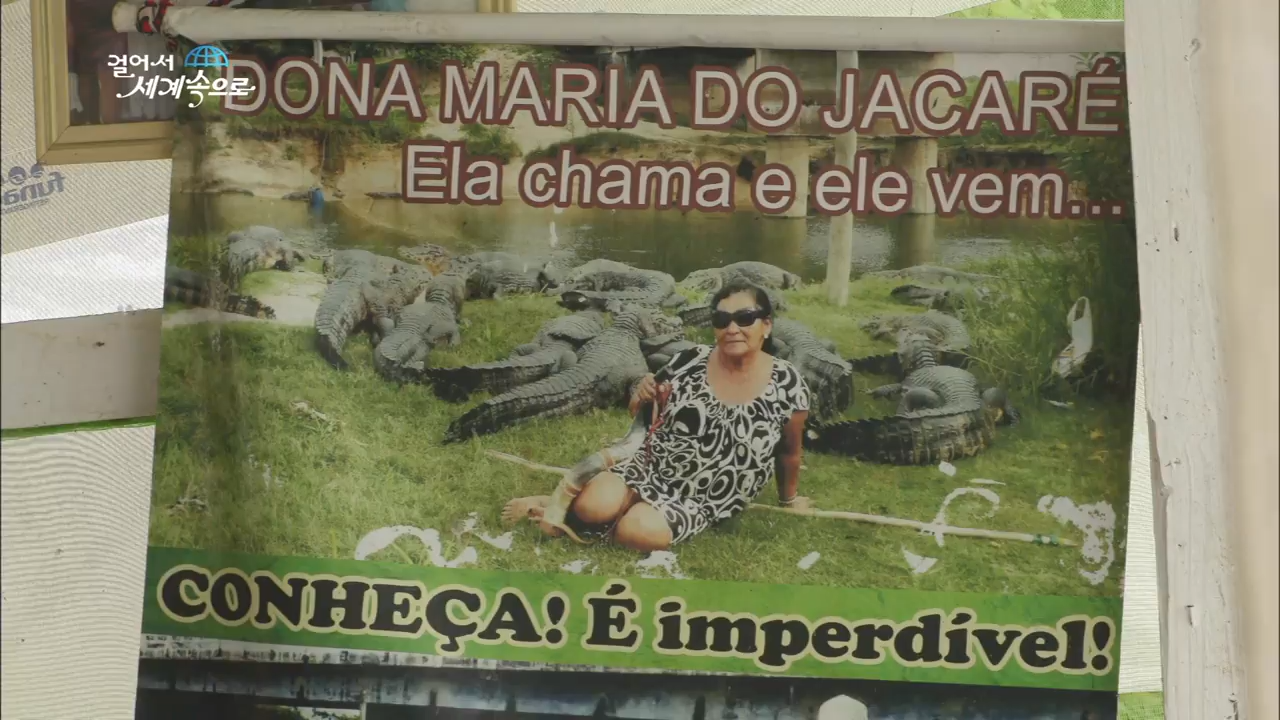 걸어서
세계속으로
DONA MARIA DO JACARÉ
Ela chama e ele vem...
CONHEÇA! É imperdível!